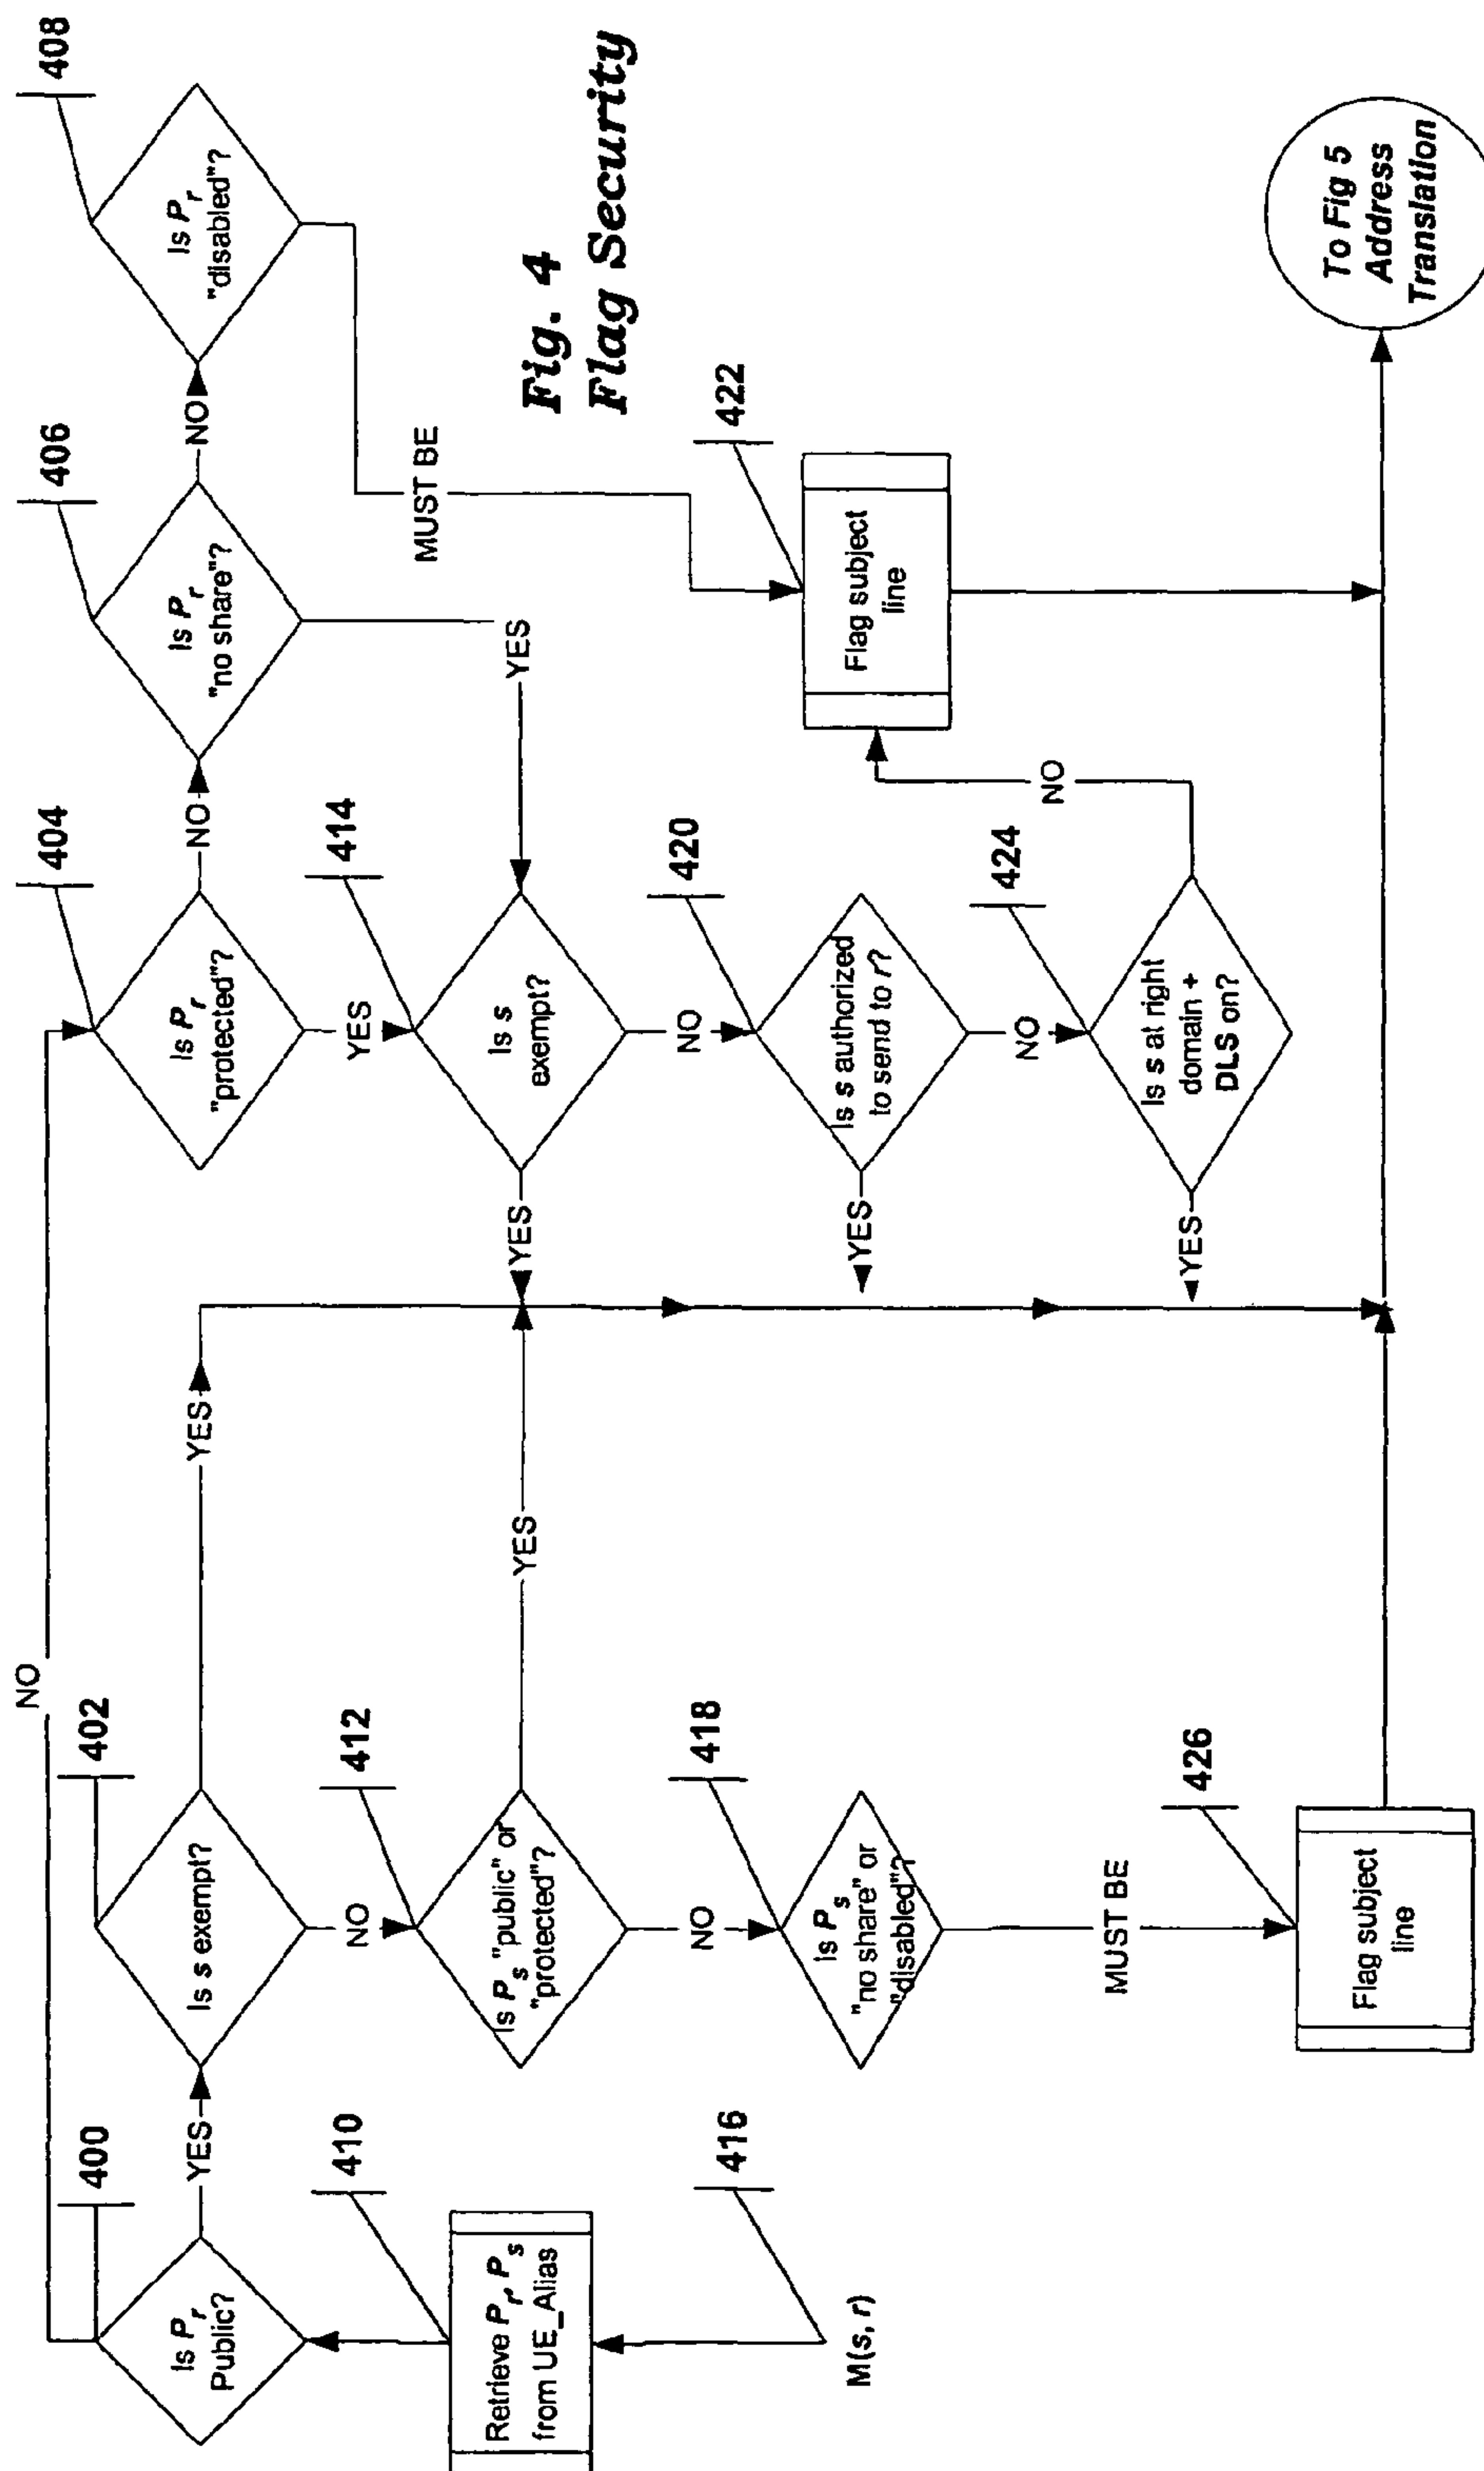 NO
400
402
404
406
408
Is Pr
Public?
YES
Is s exempt?
YES
Is Pr
"protected"?
NO
Is Pr
"no share"?
NO
Is Pr
"disabled"?
410
412
414
NO
YES
Retrieve Pr, Ps
from UE_Alias
Is Ps "public" or
"protected"?
YES
YES
Is s
exempt?
YES
MUST BE
Fig. 4
Flag Security
416
418
420
422
NO
NO
M(s, r)
Is Ps
"no share" or
"disabled"?
YES
Is s authorized
to send to r?
Flag subject
line
424
NO
NO
MUST BE
426
YES
Is s at right
domain +
DLS on?
Flag subject
line
To Fig 5
Address
Translation